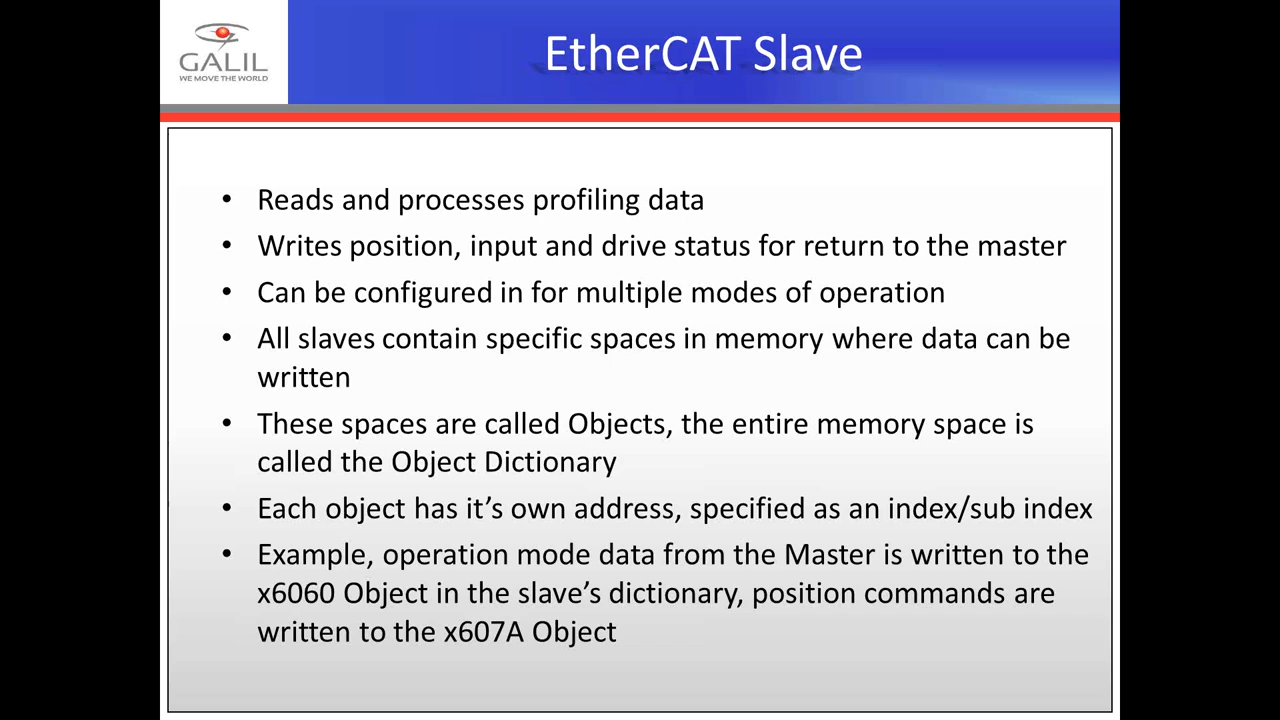 GALIL
WE MOVE THE WORLD
EtherCAT Slave
• Reads and processes profiling data
• Writes position, input and drive status for return to the master
• Can be configured in for multiple modes of operation
• All slaves contain specific spaces in memory where data can be
written
• These spaces are called Objects, the entire memory space is
called the Object Dictionary
• Each object has it’s own address, specified as an index/sub index
• Example, operation mode data from the Master is written to the
x6060 Object in the slave’s dictionary, position commands are
written to the x607A Object